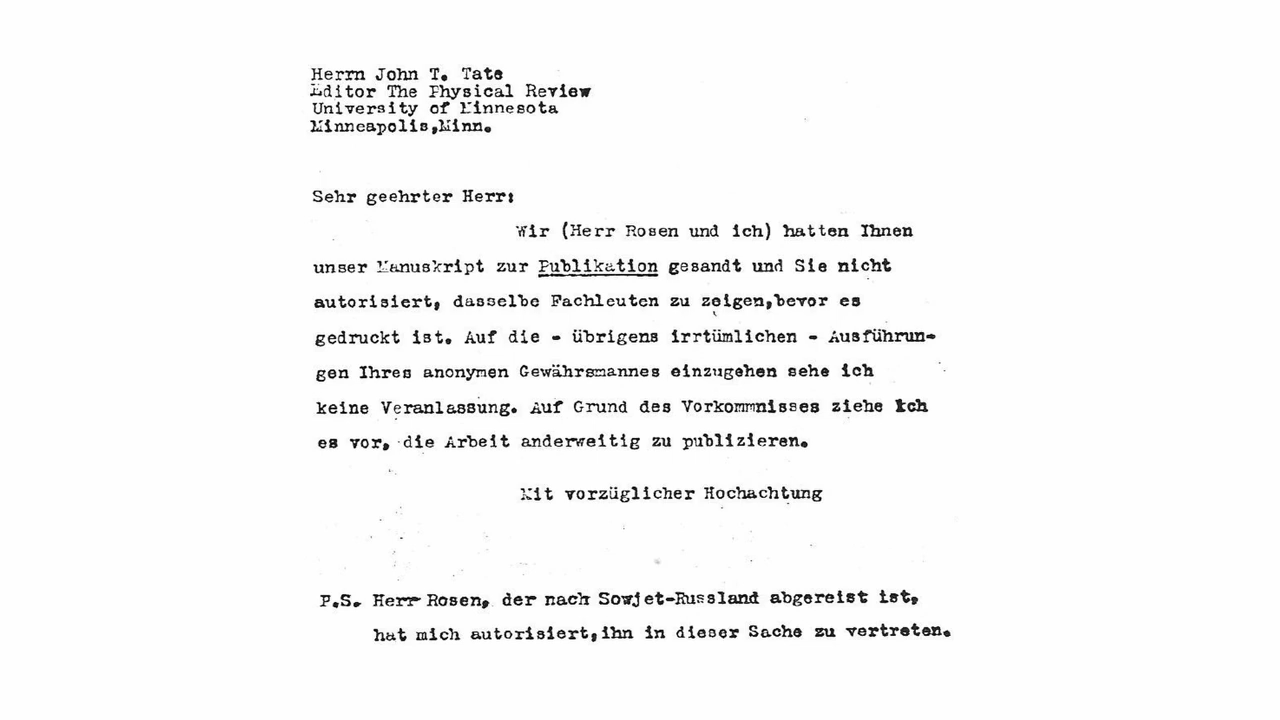 Herrn John T. Tate
Editor The Physical Review
University of Minnesota
Minneapolis,Minn.
Sehr geehrter Herr:
Wir (Herr Rosen und ich) hatten Ihnen
unser Manuskript zur Publikation gesandt und Sie nicht
autorisiert, dasselbe Fachleuten zu zeigen,bevor es
gedruckt ist. Auf die - übrigens irrtümlichen - Ausführun-
gen Ihres anonymen Gewährsmannes einzugehen sehe ich
keine Veranlassung. Auf Grund des Vorkommnisses ziehe ich
es vor, die Arbeit anderweitig zu publizieren.
Mit vorzüglicher Hochachtung
P.S. Herr Rosen, der nach Sowjet-Russland abgereist ist,
hat mich autorisiert,ihn in dieser Sache zu vertreten.